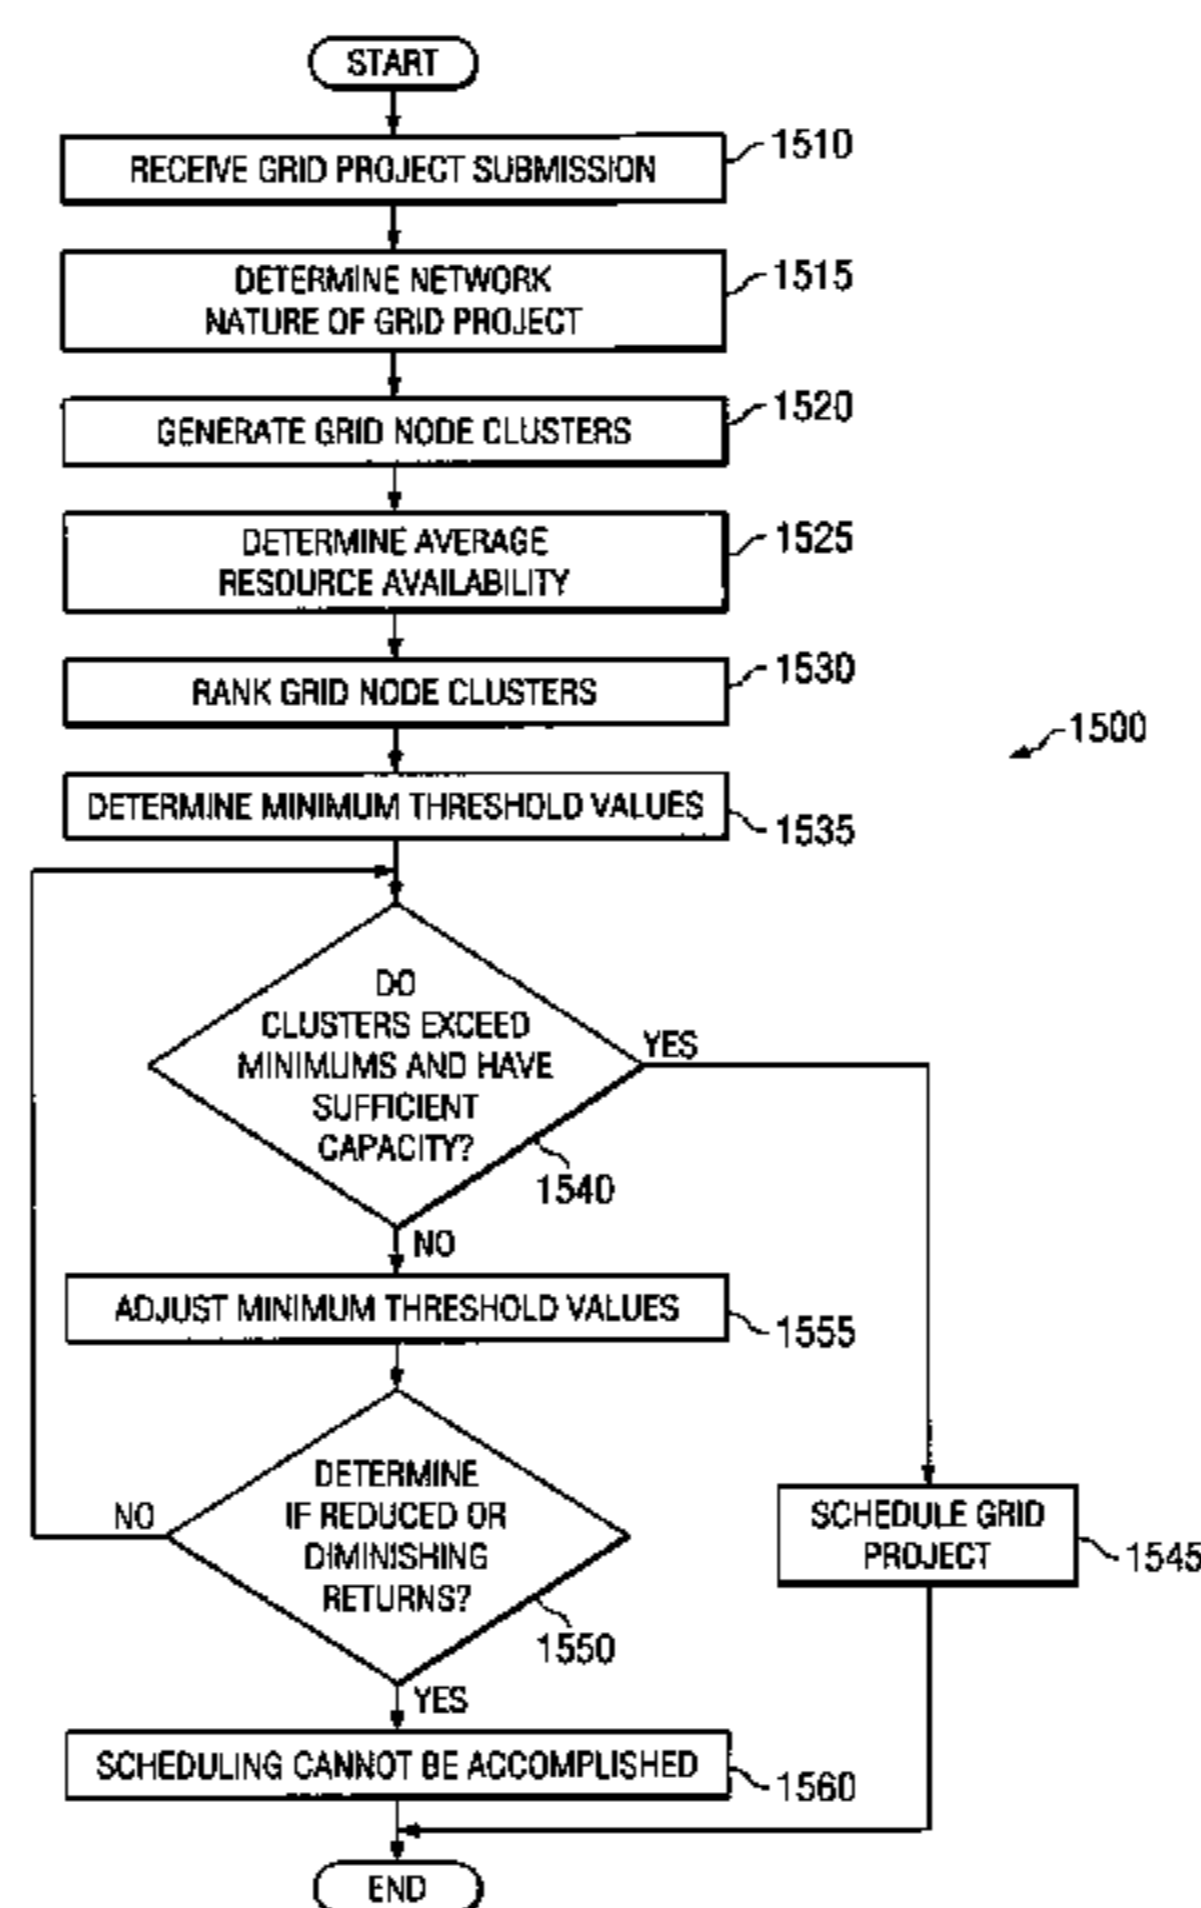 START
RECEIVE GRID PROJECT SUBMISSION
1510
DETERMINE NETWORK
NATURE OF GRID PROJECT
1515
GENERATE GRID NODE CLUSTERS
1520
DETERMINE AVERAGE
RESOURCE AVAILABILITY
1525
RANK GRID NODE CLUSTERS
1530
1500
DETERMINE MINIMUM THRESHOLD VALUES
1535
DO
CLUSTERS EXCEED
MINIMUMS AND HAVE
SUFFICIENT
CAPACITY?
YES
1540
NO
ADJUST MINIMUM THRESHOLD VALUES
1555
DETERMINE
IF REDUCED OR
DIMINISHING
RETURNS?
NO
1550
SCHEDULE GRID
PROJECT
1545
YES
SCHEDULING CANNOT BE ACCOMPLISHED
1560
END